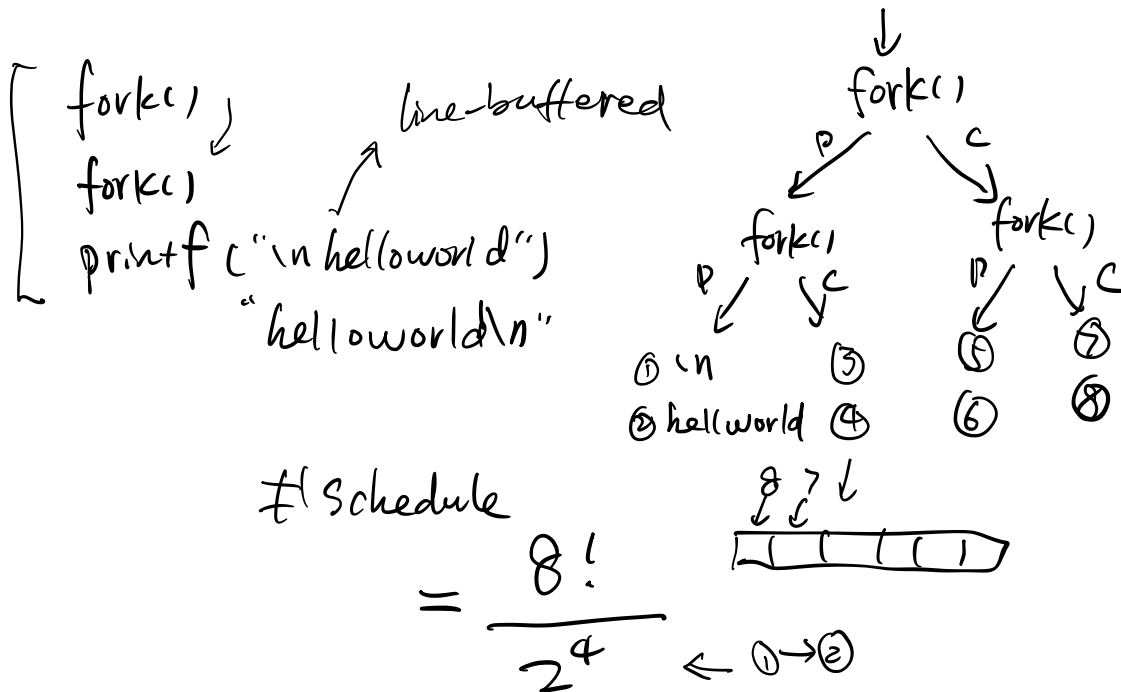 fork()
fork()
printf ("\n helloworld")
"helloworld\n"
line-buffered
fork()
P C
fork() fork()
P C P C
① \n ③ ⑤ ⑦
② hellworld ④ ⑥ ⑧
8 7
# schedule
= 8! / 2^4 ← ① → ②